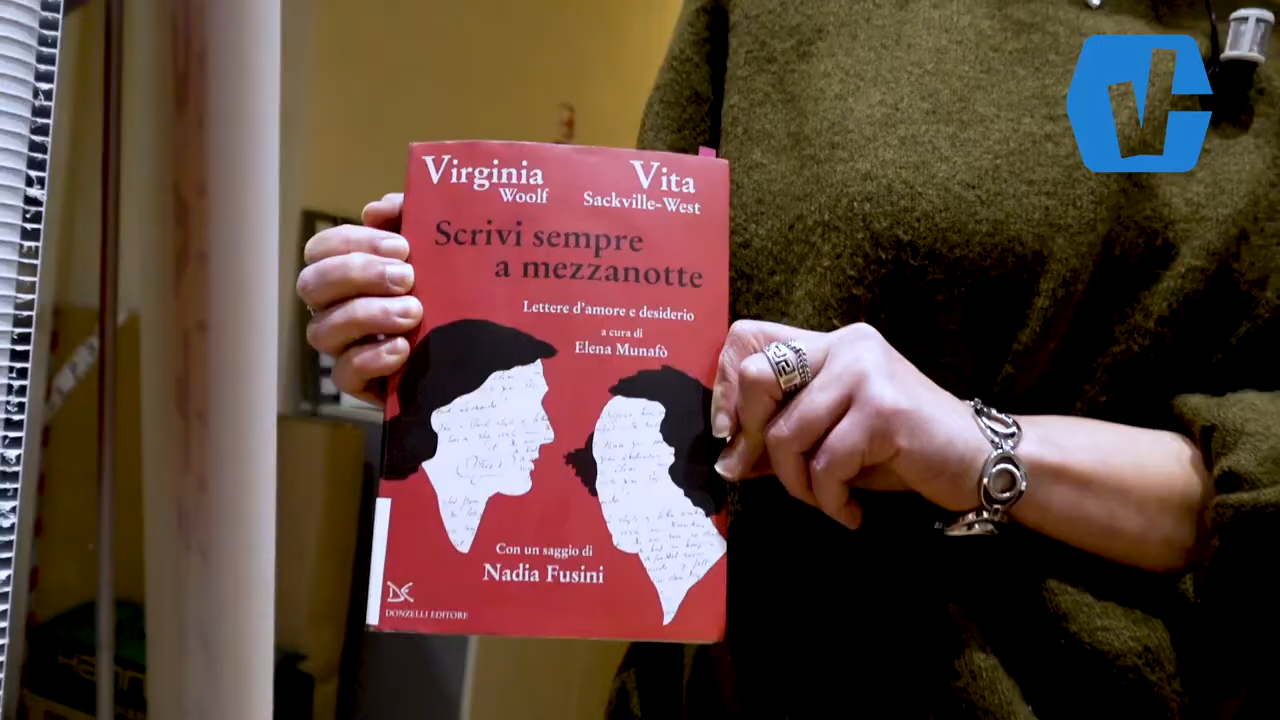 Virginia
Woolf
Vita
Sackville-West
Scrivi sempre
a mezzanotte
Lettere d'amore e desiderio
a cura di
Elena Munafò
Con un saggio di
Nadia Fusini
DONZELLI EDITORE